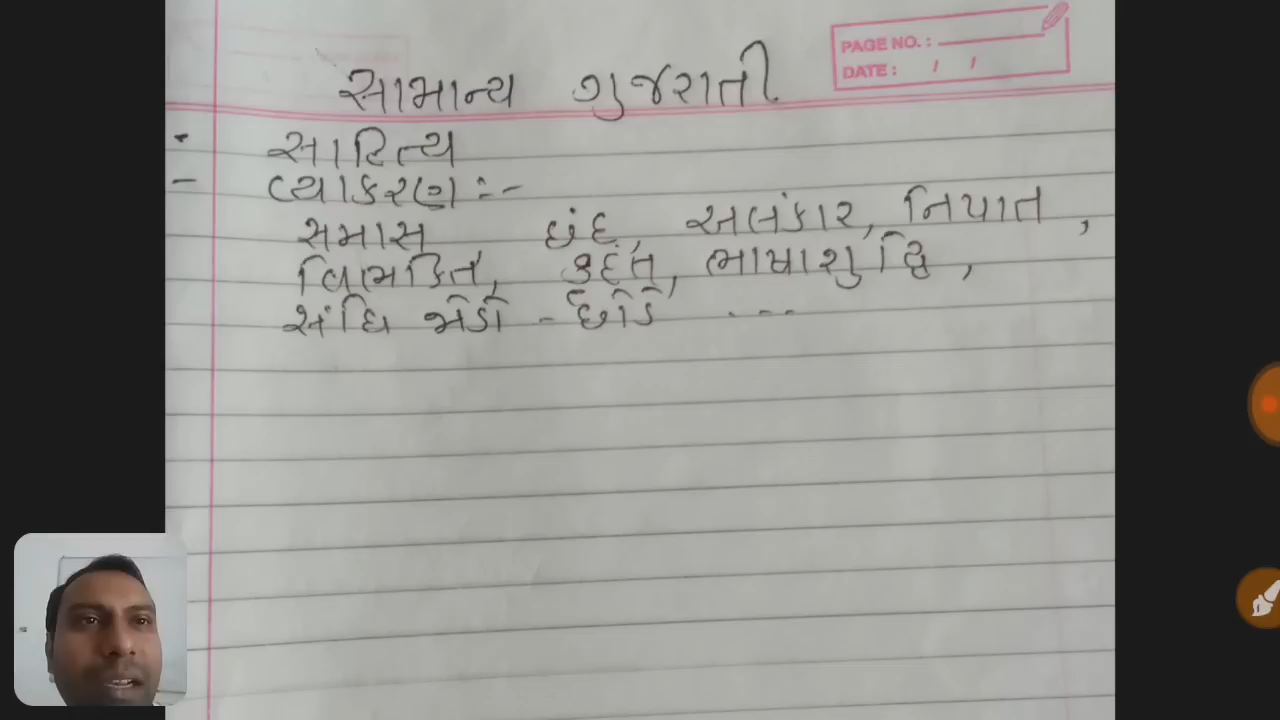 PAGE NO. :
DATE : / /
સામાન્ય ગુજરાતી
• સાહિત્ય
- વ્યાકરણ :-
સમાસ છંદ, અલંકાર, નિપાત,
વિભકિત, કૃદંત, ભાષાશુદ્ધિ,
સંધિ જોડો - છોડો ---